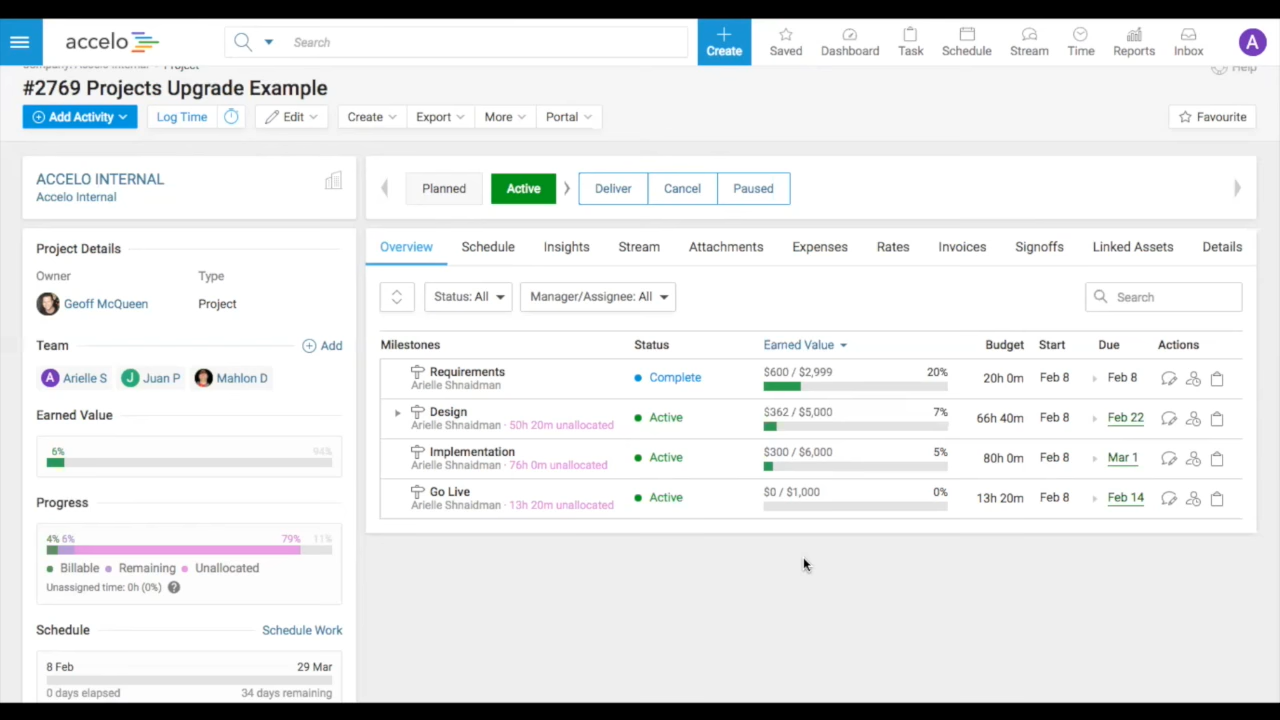 accelo
Search
Create
Saved
Dashboard
Task
Schedule
Stream
Time
Reports
Inbox
A
Company/Accelo Internal > Project
Help
#2769 Projects Upgrade Example
Add Activity
Log Time
Edit
Create
Export
More
Portal
Favourite
ACCELO INTERNAL
Accelo Internal
Planned
Active
Deliver
Cancel
Paused
Project Details
Owner Type
Geoff McQueen Project
Team Add
A Arielle S J Juan P Mahlon D
Earned Value
6% 94%
Progress
4% 6% 79% 11%
Billable Remaining Unallocated
Unassigned time: 0h (0%) ?
Schedule Schedule Work
8 Feb 29 Mar
0 days elapsed 34 days remaining
Overview Schedule Insights Stream Attachments Expenses Rates Invoices Signoffs Linked Assets Details
Status: All Manager/Assignee: All Search
Milestones Status Earned Value Budget Start Due Actions
Requirements Complete $600 / $2,999 20% 20h 0m Feb 8 Feb 8
Arielle Shnaidman
Design Active $362 / $5,000 7% 66h 40m Feb 8 Feb 22
Arielle Shnaidman · 50h 20m unallocated
Implementation Active $300 / $6,000 5% 80h 0m Feb 8 Mar 1
Arielle Shnaidman · 76h 0m unallocated
Go Live Active $0 / $1,000 0% 13h 20m Feb 8 Feb 14
Arielle Shnaidman · 13h 20m unallocated